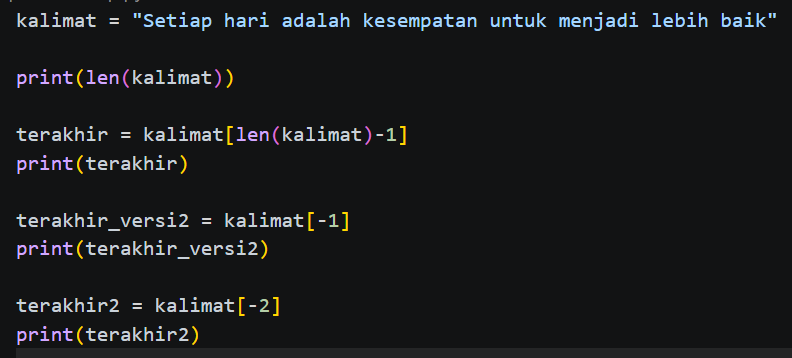 kalimat = "Setiap hari adalah kesempatan untuk menjadi lebih baik"
print(len(kalimat))
terakhir = kalimat[len(kalimat)-1]
print(terakhir)
terakhir_versi2 = kalimat[-1]
print(terakhir_versi2)
terakhir2 = kalimat[-2]
print(terakhir2)